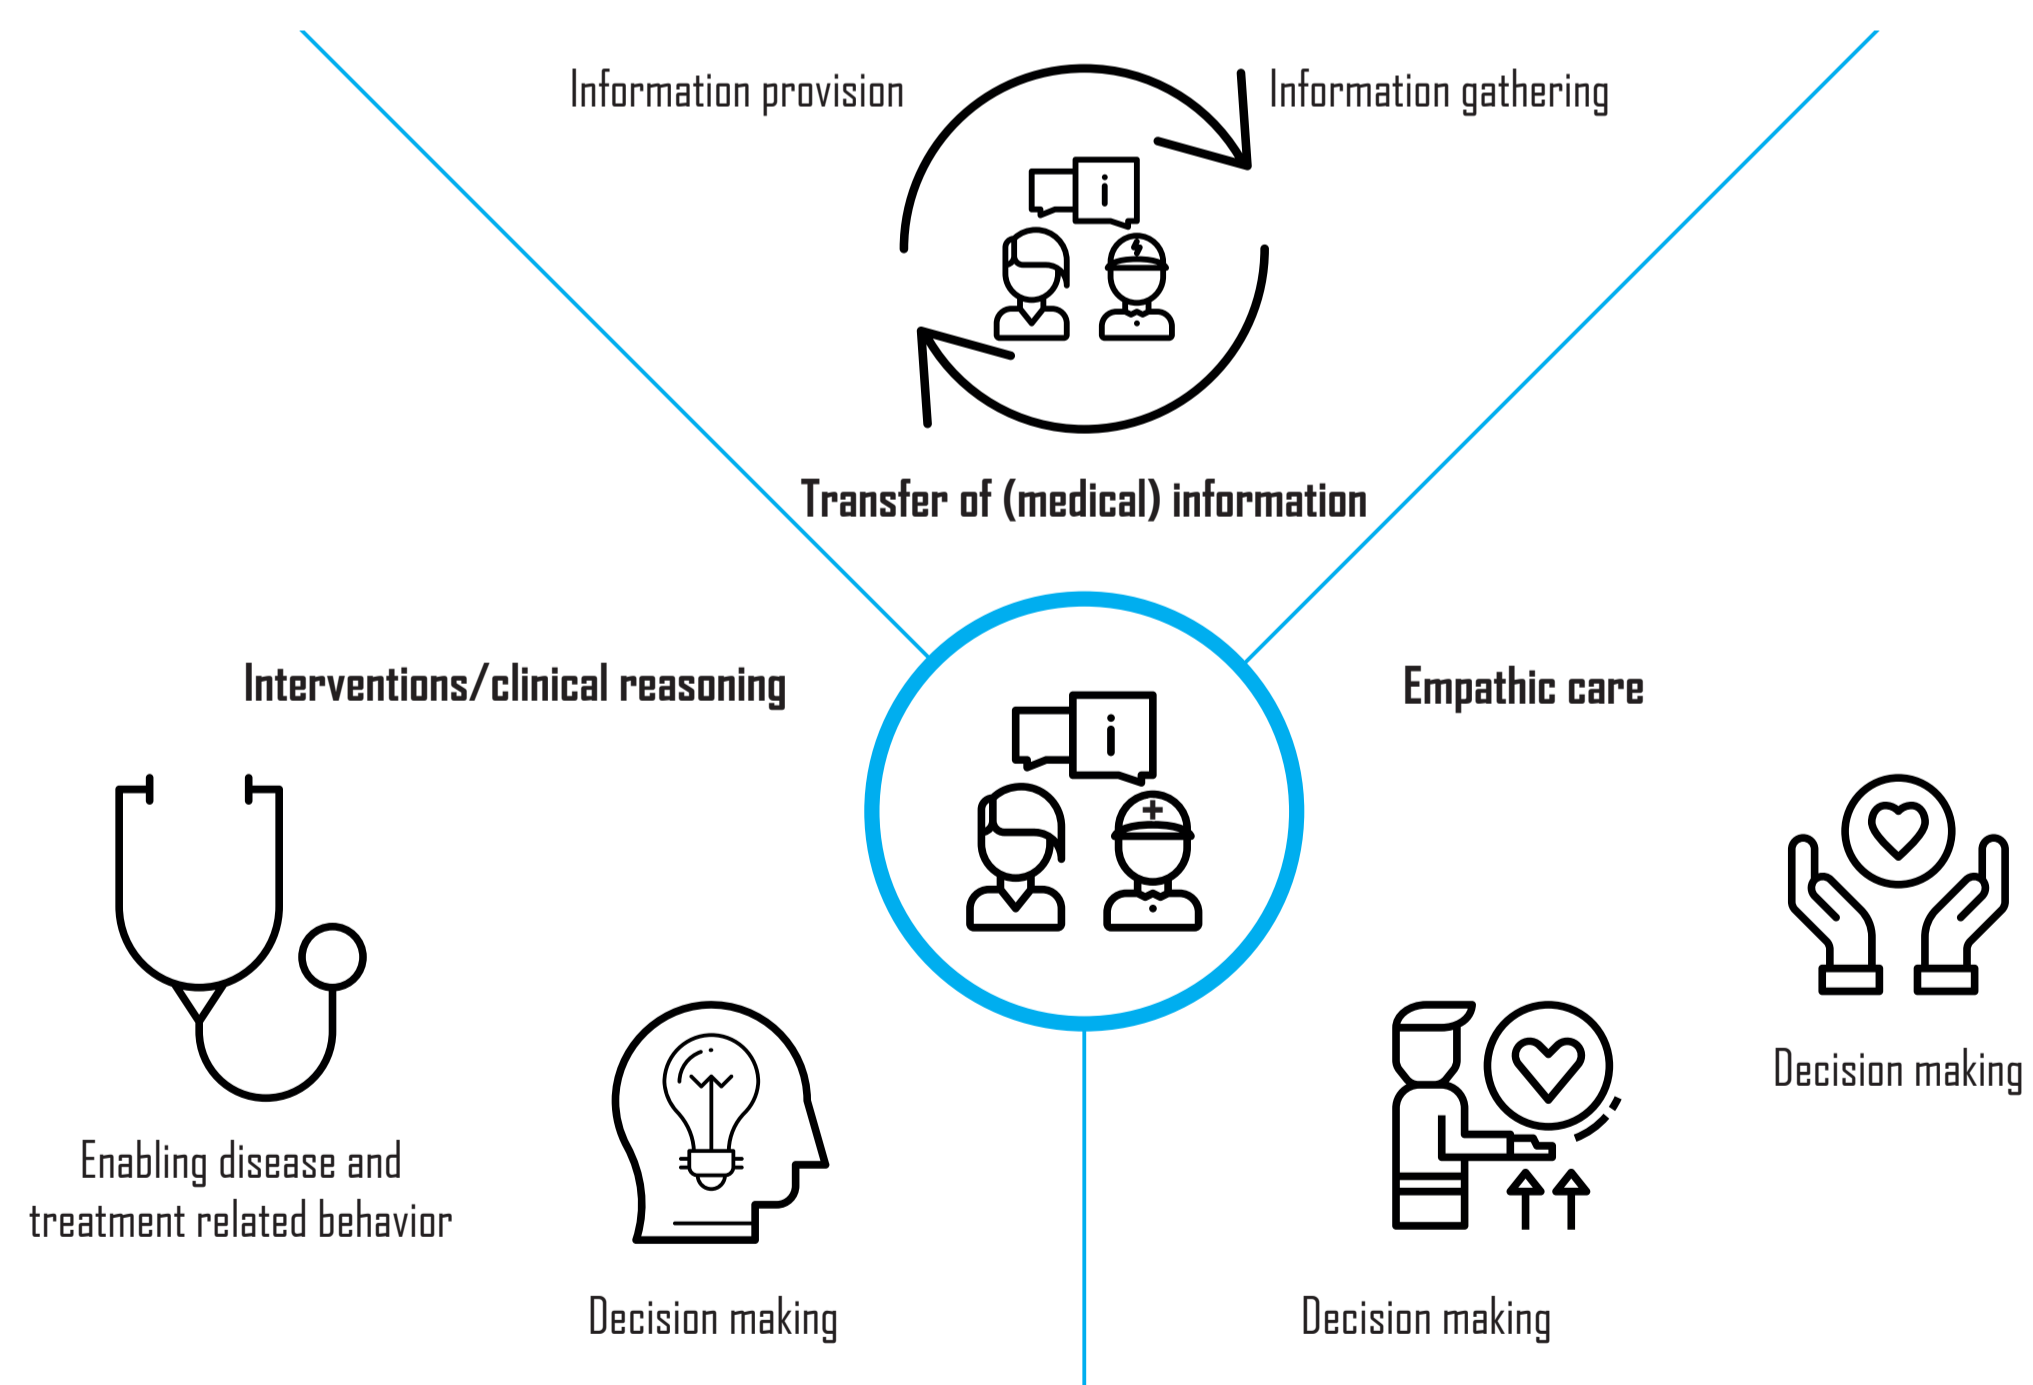 Information provision
Information gathering
i
Transfer of (medical) information
Interventions/clinical reasoning
Empathic care
i
Enabling disease and
treatment related behavior
Decision making
Decision making
Decision making